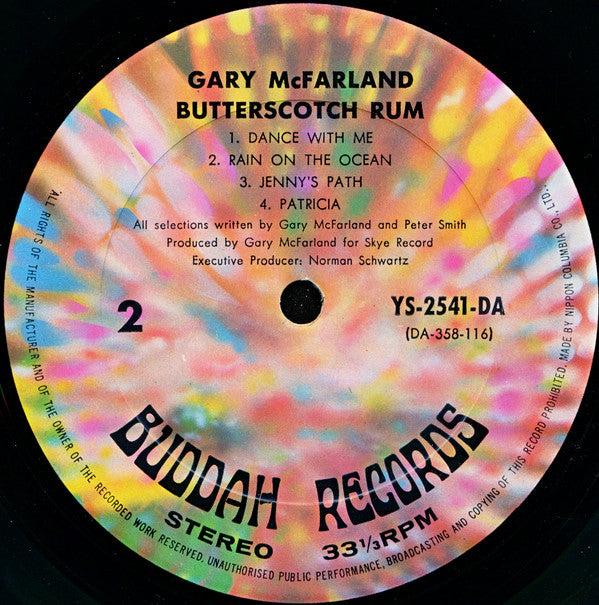 GARY McFARLAND
BUTTERSCOTCH RUM
1. DANCE WITH ME
2. RAIN ON THE OCEAN
3. JENNY'S PATH
4. PATRICIA
All selections written by Gary McFarland and Peter Smith
Produced by Gary McFarland for Skye Record
Executive Producer: Norman Schwartz
2
YS-2541-DA
(DA-358-116)
BUDDAH RECORDS
STEREO 33 1/3 RPM
ALL RIGHTS OF THE MANUFACTURER AND OF THE OWNER OF THE RECORDED WORK RESERVED. UNAUTHORISED PUBLIC PERFORMANCE, BROADCASTING AND COPYING OF THIS RECORD PROHIBITED. MADE BY NIPPON COLUMBIA CO., LTD.